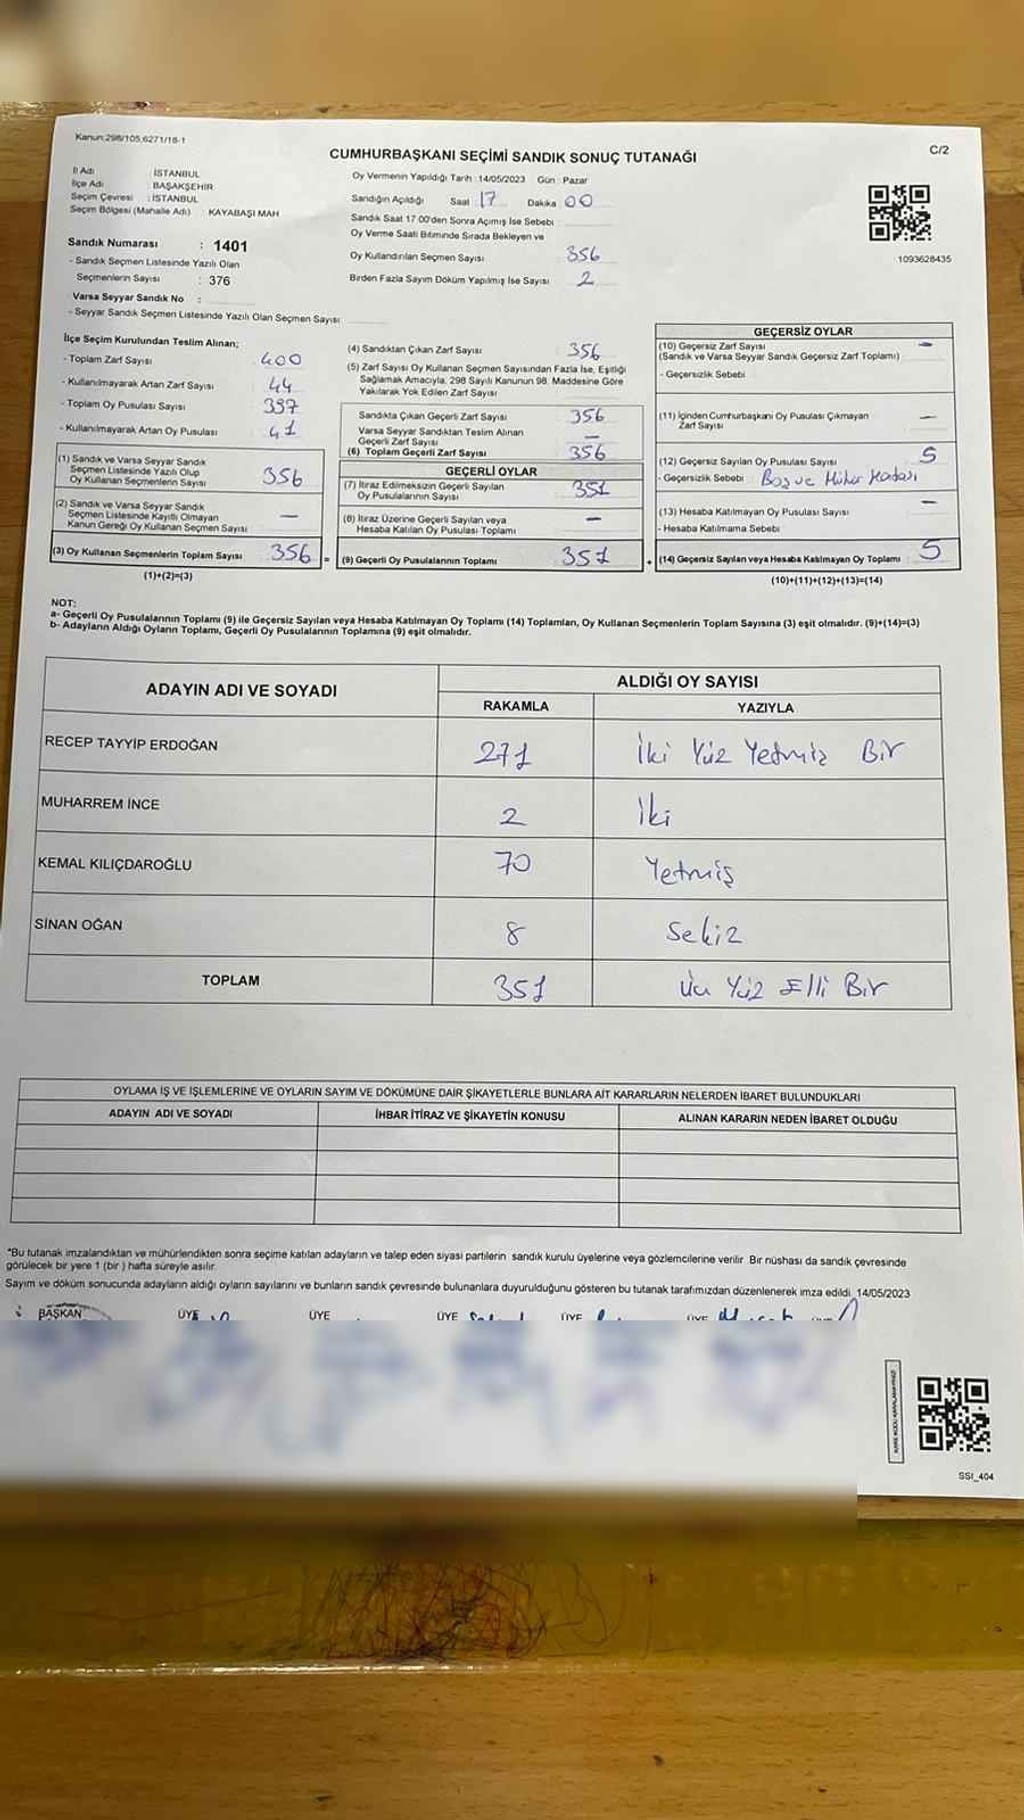 Kanun:298/105,6271/16-1
C/2
CUMHURBAŞKANI SEÇİMİ SANDIK SONUÇ TUTANAĞI
İl Adı : İSTANBUL
İlçe Adı : BAŞAKŞEHİR
Seçim Çevresi : İSTANBUL
Seçim Bölgesi (Mahalle Adı) : KAYABAŞI MAH
Sandık Numarası : 1401
- Sandık Seçmen Listesinde Yazılı Olan
Seçmenlerin Sayısı : 376
Varsa Seyyar Sandık No :
- Seyyar Sandık Seçmen Listesinde Yazılı Olan Seçmen Sayısı
Oy Vermenin Yapıldığı Tarih : 14/05/2023 Gün : Pazar
Sandığın Açıldığı Saat 17 Dakika 00
Sandık Saat 17:00'den Sonra Açımış İse Sebebi
Oy Verme Saati Bitiminde Sırada Bekleyen ve
Oy Kullandırılan Seçmen Sayısı 356
Birden Fazla Sayım Döküm Yapılmış İse Sayısı 2
1093628435
İlçe Seçim Kurulundan Teslim Alınan;
- Toplam Zarf Sayısı 400
- Kullanılmayarak Artan Zarf Sayısı 44
- Toplam Oy Pusulası Sayısı 397
- Kullanılmayarak Artan Oy Pusulası 41
(1) Sandık ve Varsa Seyyar Sandık
Seçmen Listesinde Yazılı Olup
Oy Kullanan Seçmenlerin Sayısı 356
(2) Sandık ve Varsa Seyyar Sandık
Seçmen Listesinde Kayıtlı Olmayan
Kanun Gereği Oy Kullanan Seçmen Sayısı —
(3) Oy Kullanan Seçmenlerin Toplam Sayısı 356 =
(1)+(2)=(3)
(4) Sandıktan Çıkan Zarf Sayısı 356
(5) Zarf Sayısı Oy Kullanan Seçmen Sayısından Fazla İse, Eşitliği
Sağlamak Amacıyla, 298 Sayılı Kanunun 98. Maddesine Göre
Yakılarak Yok Edilen Zarf Sayısı
Sandıkta Çıkan Geçerli Zarf Sayısı 356
Varsa Seyyar Sandıktan Teslim Alınan
Geçerli Zarf Sayısı —
(6) Toplam Geçerli Zarf Sayısı 356
GEÇERLİ OYLAR
(7) İtiraz Edilmeksizin Geçerli Sayılan
Oy Pusulalarının Sayısı 351
(8) İtiraz Üzerine Geçerli Sayılan veya
Hesaba Katılan Oy Pusulası Toplamı —
(9) Geçerli Oy Pusulalarının Toplamı 351 +
GEÇERSİZ OYLAR
(10) Geçersiz Zarf Sayısı —
(Sandık ve Varsa Seyyar Sandık Geçersiz Zarf Toplamı)
- Geçersizlik Sebebi
(11) İçinden Cumhurbaşkanı Oy Pusulası Çıkmayan —
Zarf Sayısı
(12) Geçersiz Sayılan Oy Pusulası Sayısı 5
- Geçersizlik Sebebi Boş ve Mühür Hatası
(13) Hesaba Katılmayan Oy Pusulası Sayısı —
- Hesaba Katılmama Sebebi
(14) Geçersiz Sayılan veya Hesaba Katılmayan Oy Toplamı 5
(10)+(11)+(12)+(13)=(14)
NOT:
a- Geçerli Oy Pusulalarının Toplamı (9) ile Geçersiz Sayılan veya Hesaba Katılmayan Oy Toplamı (14) Toplamları, Oy Kullanan Seçmenlerin Toplam Sayısına (3) eşit olmalıdır. (9)+(14)=(3)
b- Adayların Aldığı Oyların Toplamı, Geçerli Oy Pusulalarının Toplamına (9) eşit olmalıdır.
ADAYIN ADI VE SOYADI
ALDIĞI OY SAYISI
RAKAMLA YAZIYLA
RECEP TAYYİP ERDOĞAN 271 İki Yüz Yetmiş Bir
MUHARREM İNCE 2 İki
KEMAL KILIÇDAROĞLU 70 Yetmiş
SİNAN OĞAN 8 Sekiz
TOPLAM 351 Üç Yüz Elli Bir
OYLAMA İŞ VE İŞLEMLERİNE VE OYLARIN SAYIM VE DÖKÜMÜNE DAİR ŞİKAYETLERLE BUNLARA AİT KARARLARIN NELERDEN İBARET BULUNDUKLARI
ADAYIN ADI VE SOYADI İHBAR İTİRAZ VE ŞİKAYETİN KONUSU ALINAN KARARIN NEDEN İBARET OLDUĞU
*Bu tutanak imzalandıktan ve mühürlendikten sonra seçime katılan adayların ve talep eden siyasi partilerin sandık kurulu üyelerine veya gözlemcilerine verilir. Bir nüshası da sandık çevresinde
görülecek bir yere 1 (bir ) hafta süreyle asılır.
Sayım ve döküm sonucunda adayların aldığı oyların sayılarını ve bunların sandık çevresinde bulunanlara duyurulduğunu gösteren bu tutanak tarafımızdan düzenlenerek imza edildi. 14/05/2023
BAŞKAN ÜYE ÜYE ÜYE ÜYE ÜYE
SSI_404